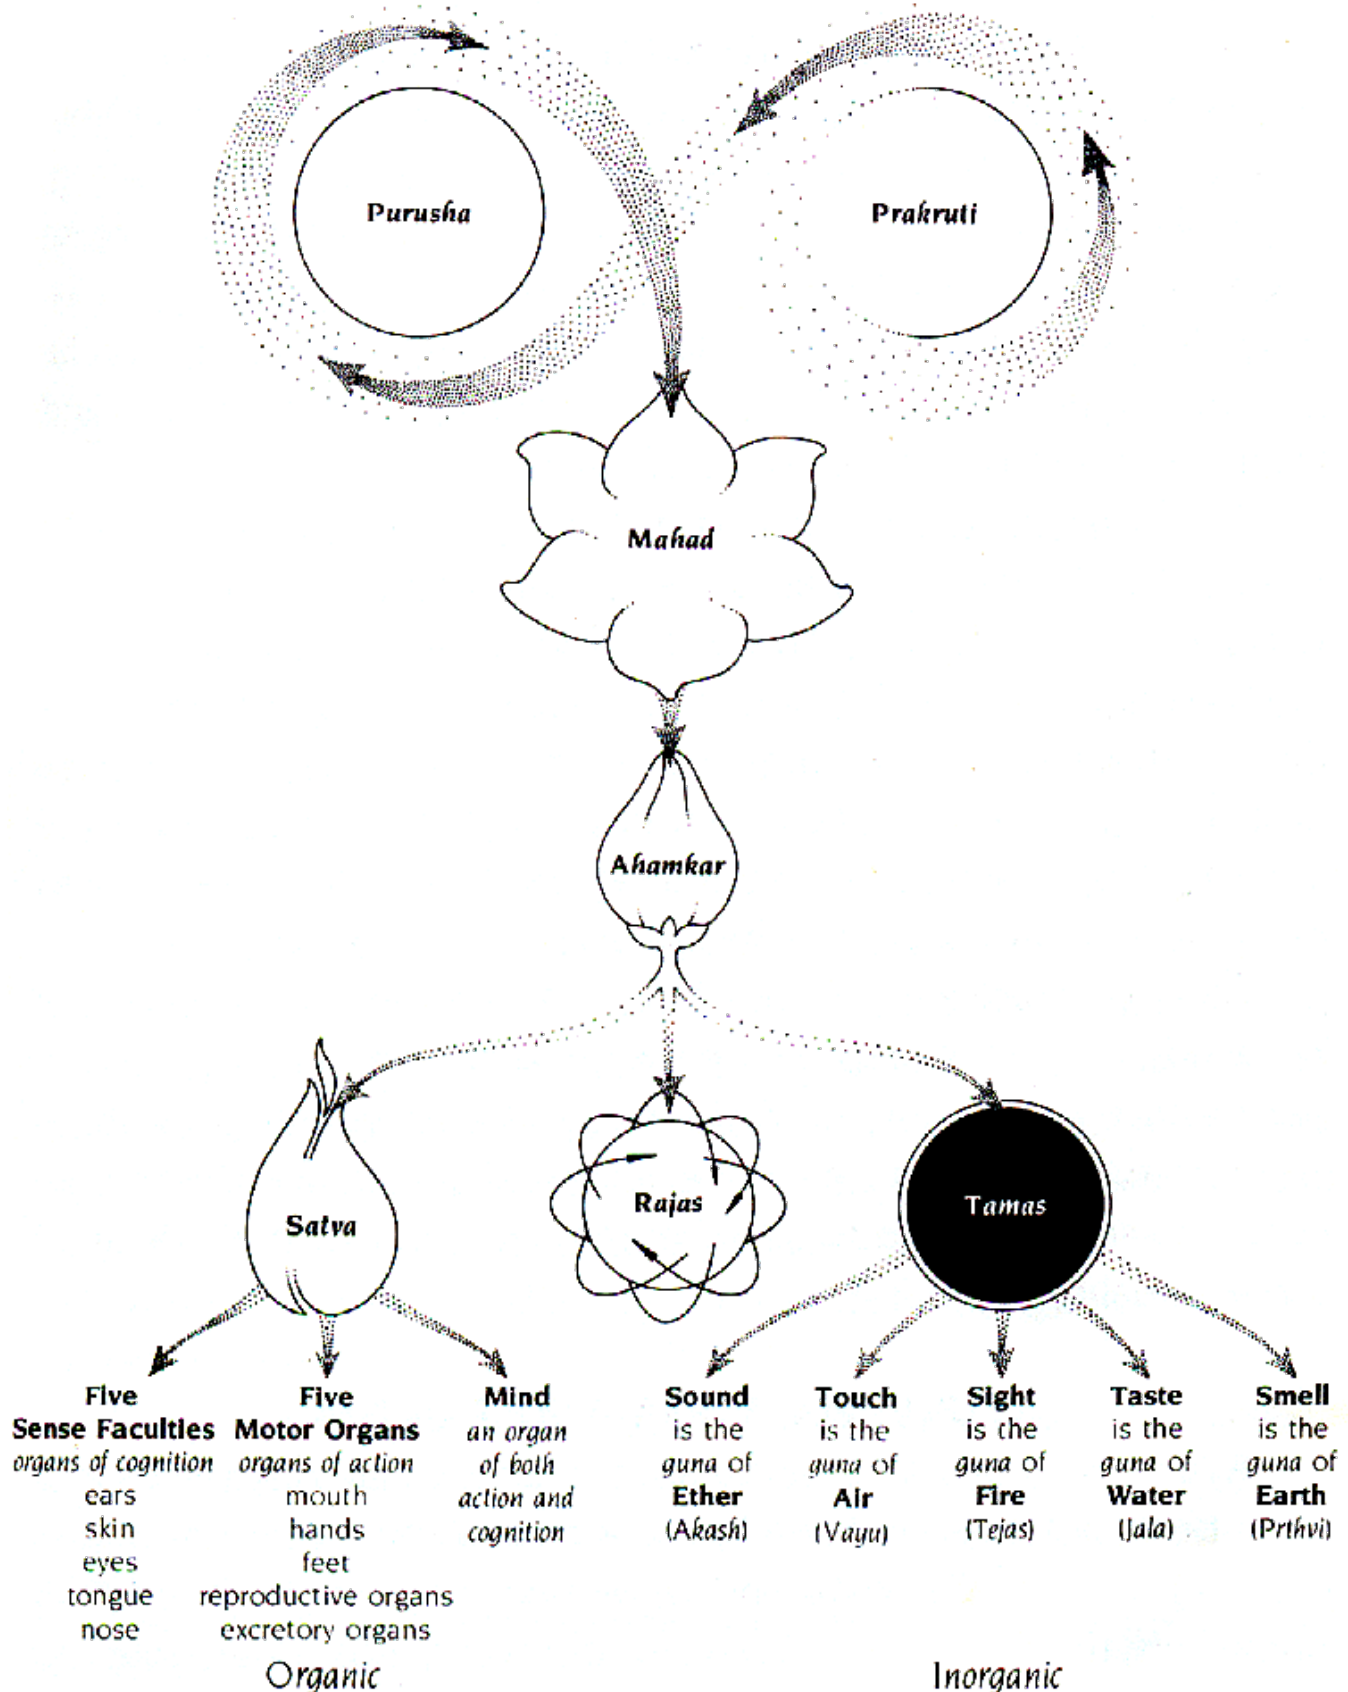 Purusha
Prakruti
Mahad
Ahamkar
Satva
Rajas
Tamas
Five
Sense Faculties
organs of cognition
ears
skin
eyes
tongue
nose
Five
Motor Organs
organs of action
mouth
hands
feet
reproductive organs
excretory organs
Mind
an organ
of both
action and
cognition
Sound
is the
guna of
Ether
(Akash)
Touch
is the
guna of
Air
(Vayu)
Sight
is the
guna of
Fire
(Tejas)
Taste
is the
guna of
Water
(Jala)
Smell
is the
guna of
Earth
(Prthvi)
Organic
Inorganic